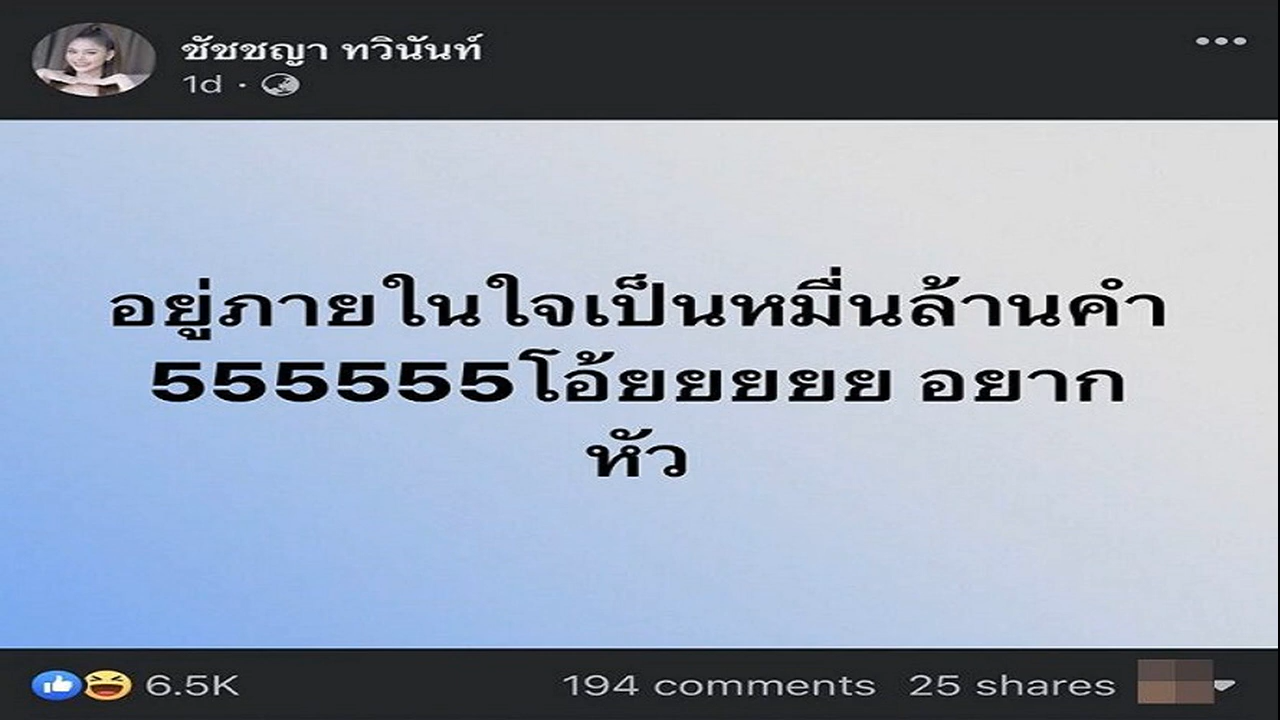 ชัชชญา ทวินันท์
1d ·
อยู่ภายในใจเป็นหมื่นล้านคำ
555555โอ้ยยยยยย อยาก
หัว
6.5K
194 comments 25 shares